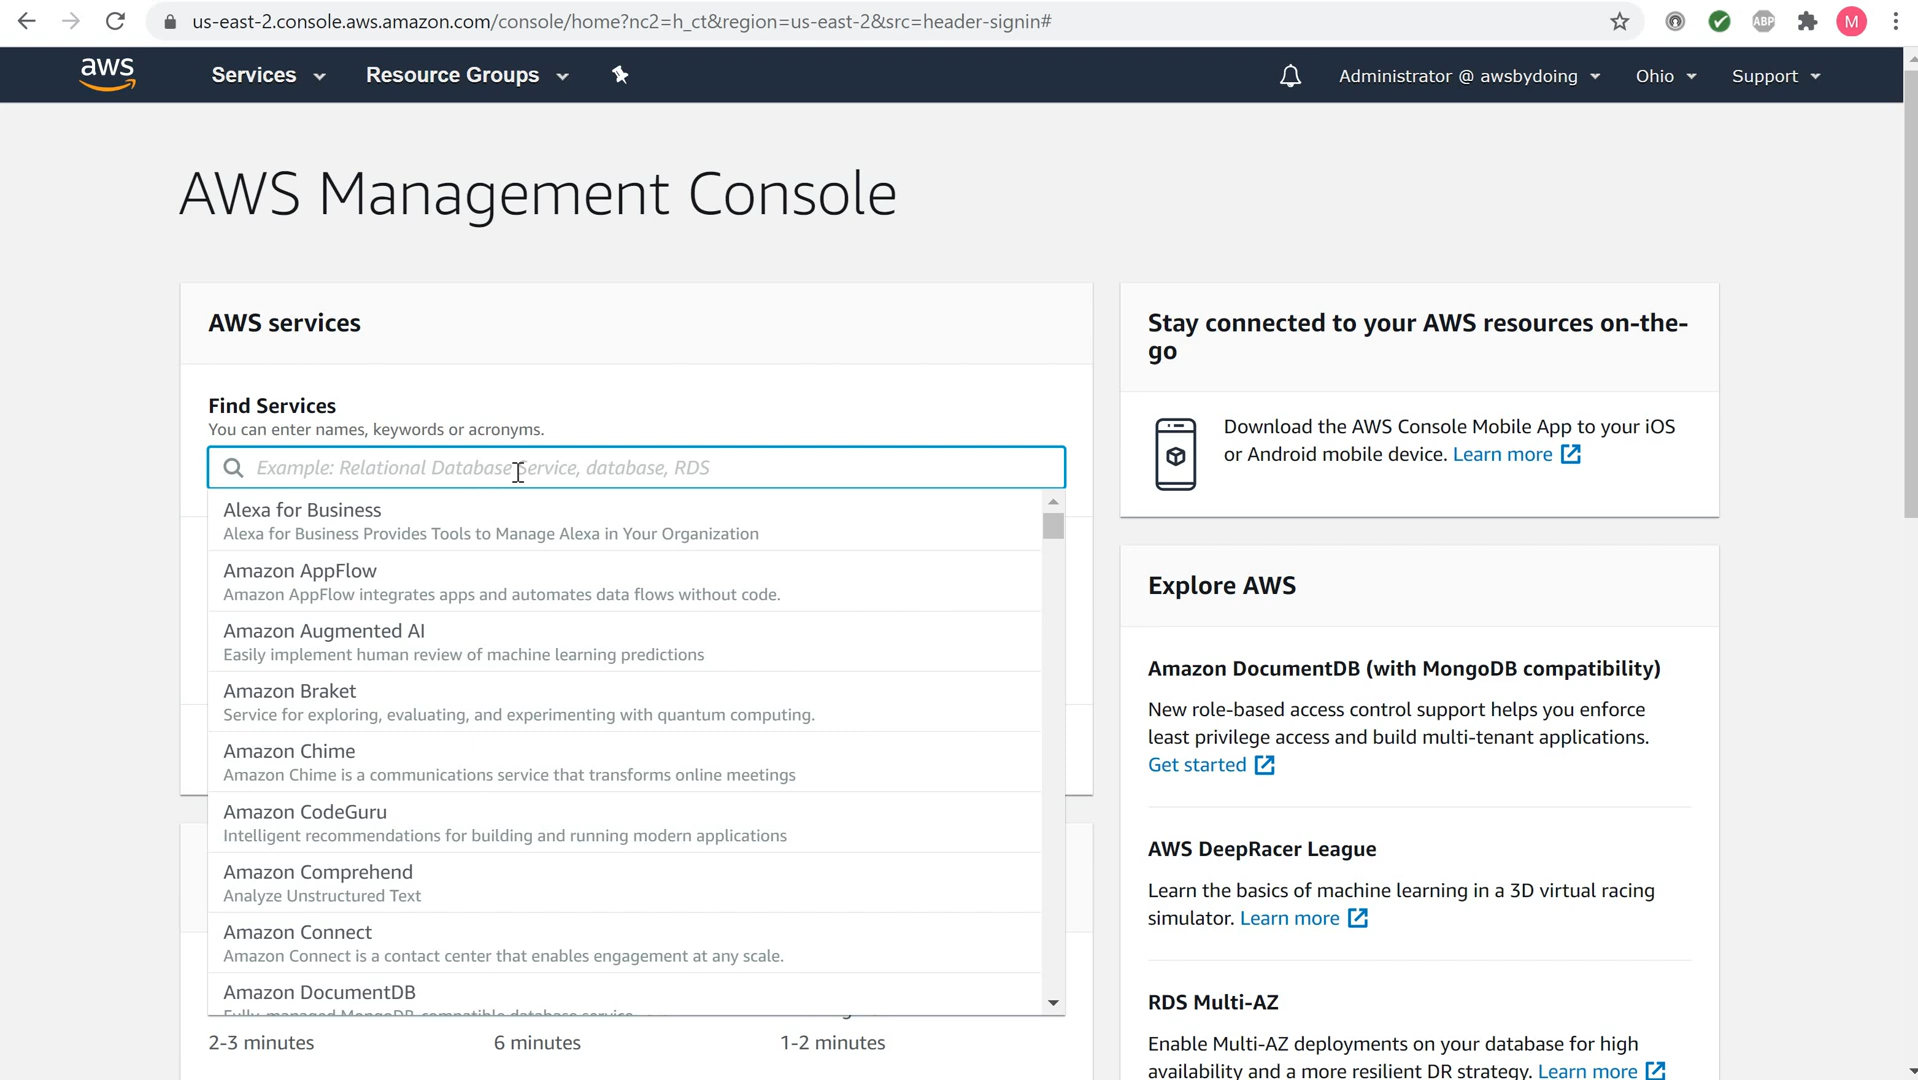 us-east-2.console.aws.amazon.com/console/home?nc2=h_ct&region=us-east-2&src=header-signin#
ABP
M
aws
Services
Resource Groups
Administrator @ awsbydoing
Ohio
Support
AWS Management Console
AWS services
Find Services
You can enter names, keywords or acronyms.
Example: Relational Database Service, database, RDS
Alexa for Business
Alexa for Business Provides Tools to Manage Alexa in Your Organization
Amazon AppFlow
Amazon AppFlow integrates apps and automates data flows without code.
Amazon Augmented AI
Easily implement human review of machine learning predictions
Amazon Braket
Service for exploring, evaluating, and experimenting with quantum computing.
Amazon Chime
Amazon Chime is a communications service that transforms online meetings
Amazon CodeGuru
Intelligent recommendations for building and running modern applications
Amazon Comprehend
Analyze Unstructured Text
Amazon Connect
Amazon Connect is a contact center that enables engagement at any scale.
Amazon DocumentDB
Fully-managed MongoDB-compatible database service
2-3 minutes
6 minutes
1-2 minutes
Stay connected to your AWS resources on-the-
go
Download the AWS Console Mobile App to your iOS
or Android mobile device. Learn more
Explore AWS
Amazon DocumentDB (with MongoDB compatibility)
New role-based access control support helps you enforce
least privilege access and build multi-tenant applications.
Get started
AWS DeepRacer League
Learn the basics of machine learning in a 3D virtual racing
simulator. Learn more
RDS Multi-AZ
Enable Multi-AZ deployments on your database for high
availability and a more resilient DR strategy. Learn more